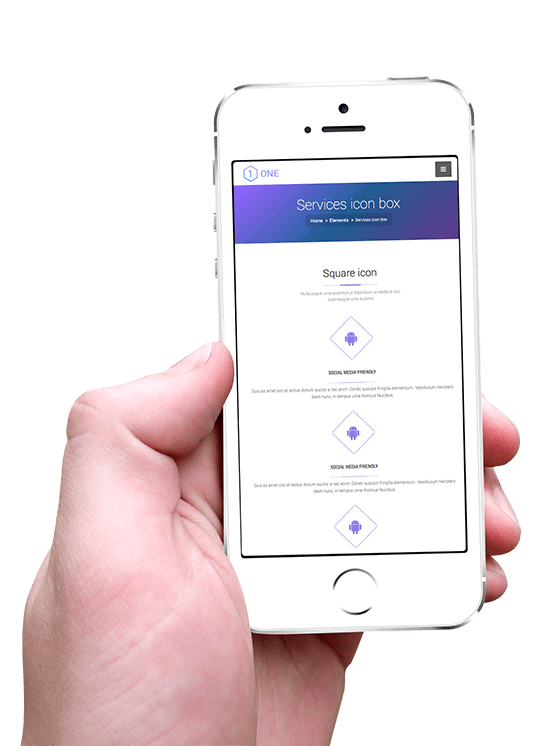 1 ONE
Services icon box
Home » Elements » Services icon box
Square icon
Nulla augue urna euismod ut bibendum ut eleifend non
quamaugue urna euismo.
SOCIAL MEDIA FRIENDLY
Duis sit amet orci et lectus dictum auctor a nec enim. Donec suscipit fringilla elementum. Vestibulum hendrerit
diam nunc, in tempus urna rhoncus faucibus.
SOCIAL MEDIA FRIENDLY
Duis sit amet orci et lectus dictum auctor a nec enim. Donec suscipit fringilla elementum. Vestibulum hendrerit
diam nunc, in tempus urna rhoncus faucibus.